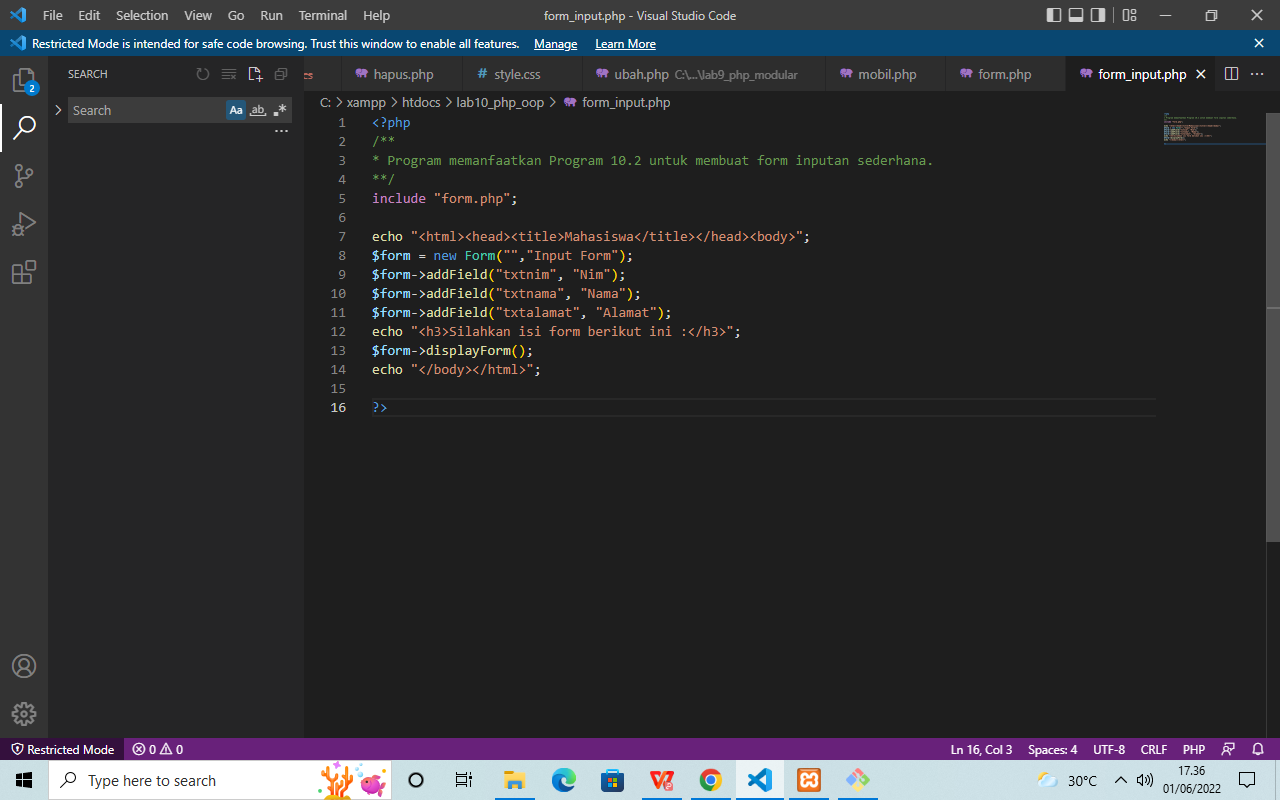 File Edit Selection View Go Run Terminal Help form_input.php - Visual Studio Code
Restricted Mode is intended for safe code browsing. Trust this window to enable all features. Manage Learn More
2
SEARCH
Search
Aa ab .*
hapus.php # style.css ubah.php C:\...\lab9_php_modular mobil.php form.php form_input.php
C: > xampp > htdocs > lab10_php_oop > form_input.php
1 <?php
2 /**
3 * Program memanfaatkan Program 10.2 untuk membuat form inputan sederhana.
4 **/
5 include "form.php";
6
7 echo "<html><head><title>Mahasiswa</title></head><body>";
8 $form = new Form("","Input Form");
9 $form->addField("txtnim", "Nim");
10 $form->addField("txtnama", "Nama");
11 $form->addField("txtalamat", "Alamat");
12 echo "<h3>Silahkan isi form berikut ini :</h3>";
13 $form->displayForm();
14 echo "</body></html>";
15
16 ?>
Restricted Mode 0 0 Ln 16, Col 3 Spaces: 4 UTF-8 CRLF PHP
Type here to search 30°C 17.36
01/06/2022